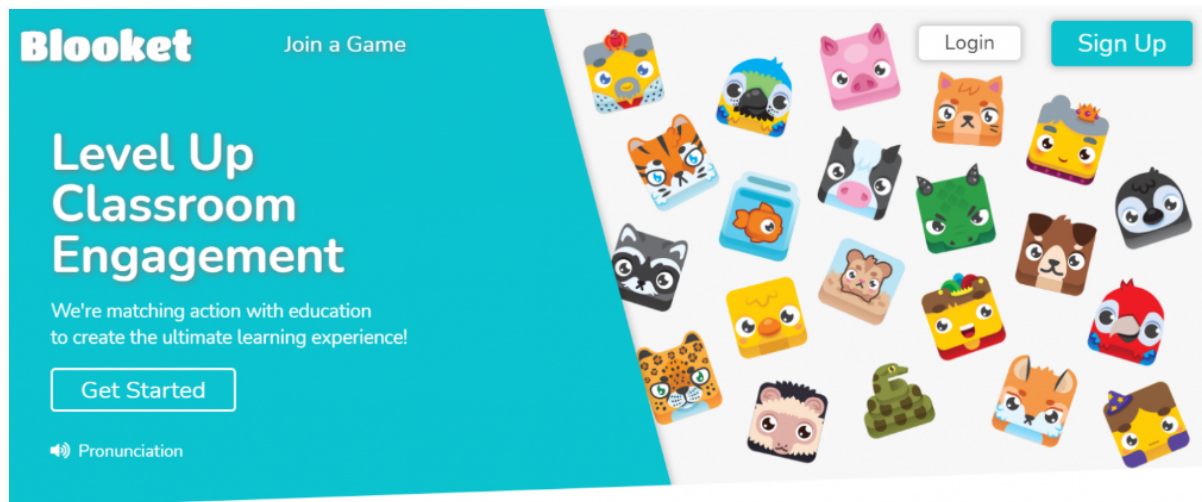 Blooket
Join a Game
Login
Sign Up
Level Up
Classroom
Engagement
We're matching action with education
to create the ultimate learning experience!
Get Started
Pronunciation